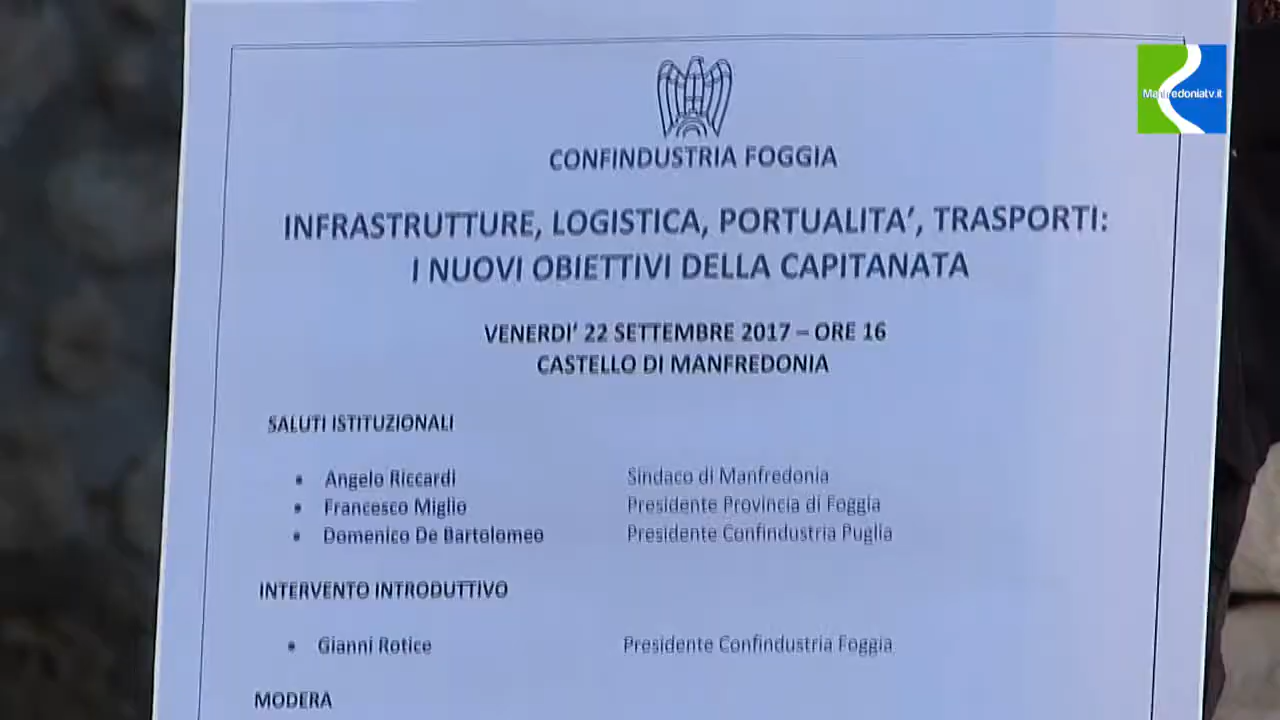 Manfredoniatv.it
CONFINDUSTRIA FOGGIA
INFRASTRUTTURE, LOGISTICA, PORTUALITA’, TRASPORTI:
I NUOVI OBIETTIVI DELLA CAPITANATA
VENERDI’ 22 SETTEMBRE 2017 – ORE 16
CASTELLO DI MANFREDONIA
SALUTI ISTITUZIONALI
• Angelo Riccardi Sindaco di Manfredonia
• Francesco Miglio Presidente Provincia di Foggia
• Domenico De Bartolomeo Presidente Confindustria Puglia
INTERVENTO INTRODUTTIVO
• Gianni Rotice Presidente Confindustria Foggia
MODERA